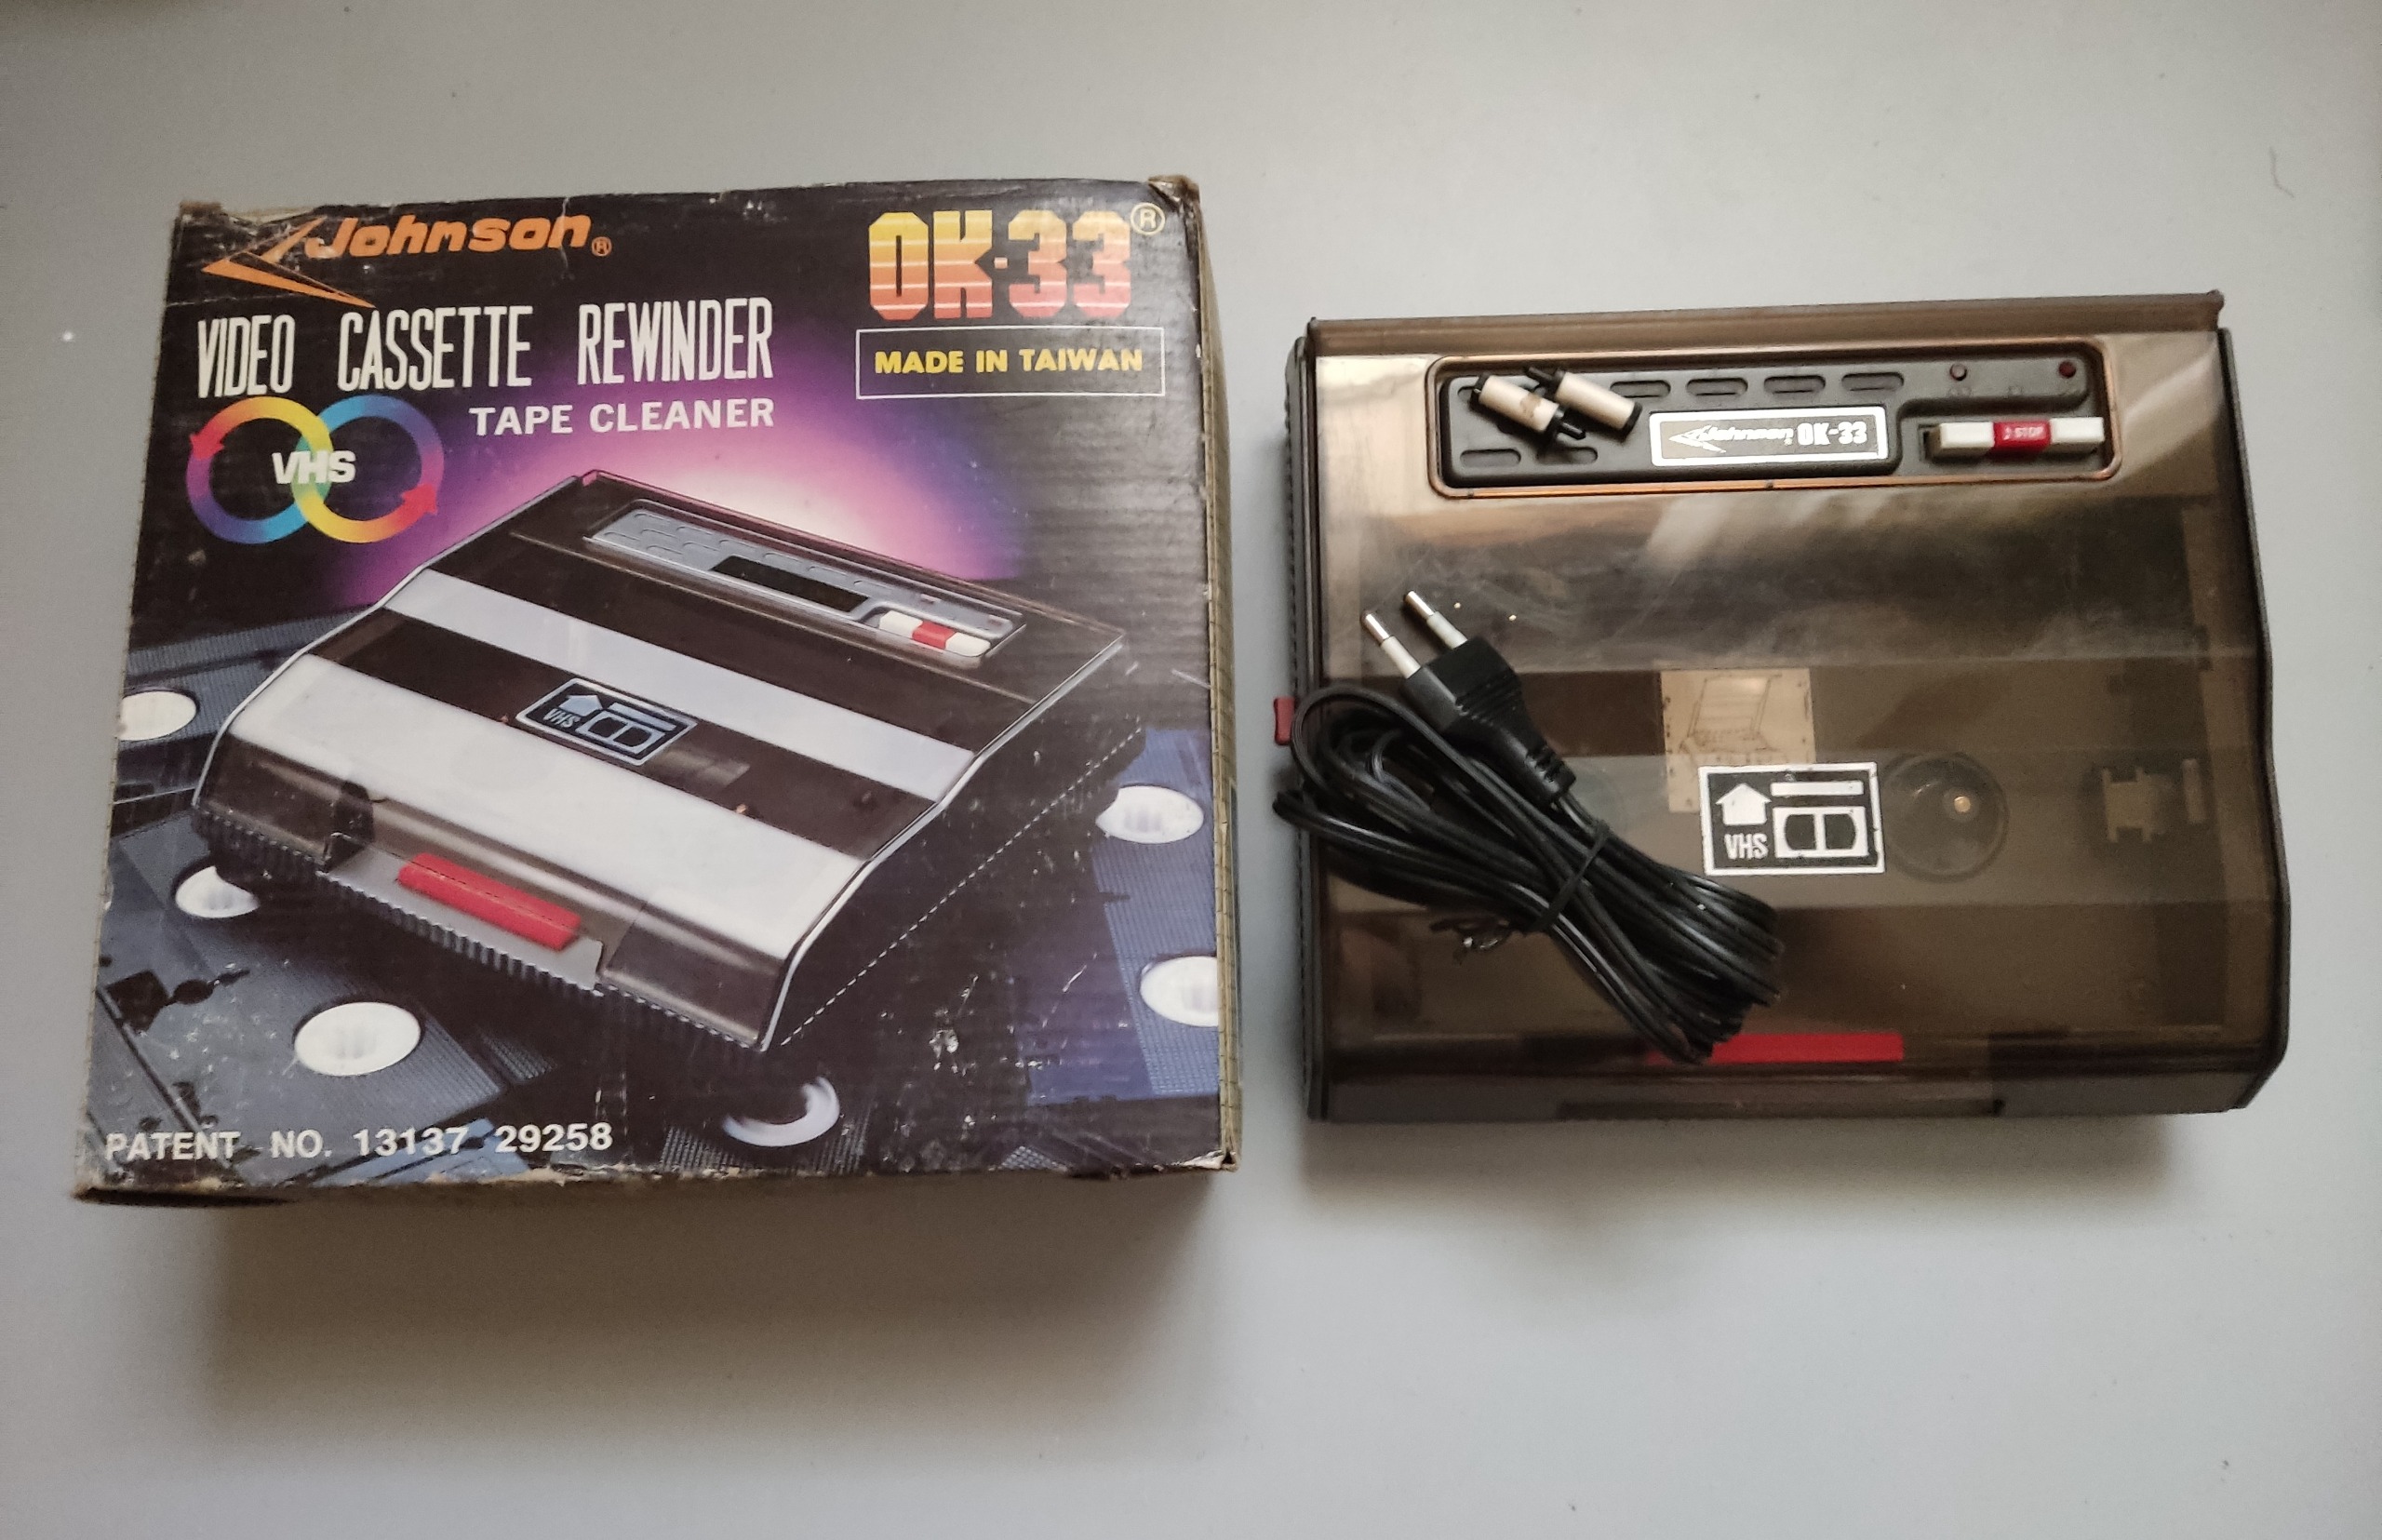 Johnson®
OK-33®
VIDEO CASSETTE REWINDER
MADE IN TAIWAN
TAPE CLEANER
VHS
VHS
PATENT NO. 13137 29258
Johnson OK-33
STOP
VHS